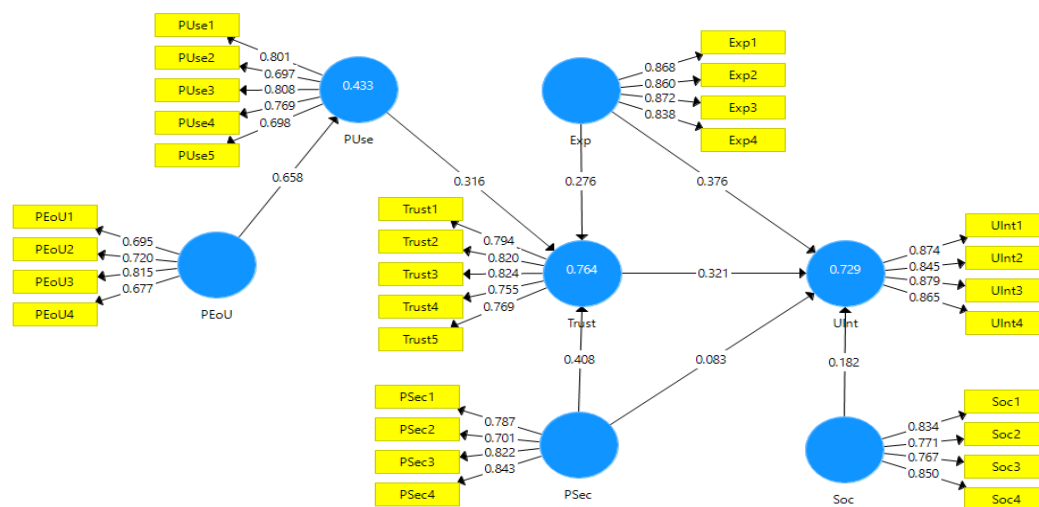 PUse1
PUse2
PUse3
PUse4
PUse5
0.801
0.697
0.808
0.769
0.698
0.433
PUse
Exp1
Exp2
Exp3
Exp4
0.868
0.860
0.872
0.838
Exp
0.658
0.316
0.276
0.376
PEoU1
PEoU2
PEoU3
PEoU4
0.695
0.720
0.815
0.677
PEoU
Trust1
Trust2
Trust3
Trust4
Trust5
0.794
0.820
0.824
0.755
0.769
0.764
Trust
0.321
0.729
UInt
0.874
0.845
0.879
0.865
UInt1
UInt2
UInt3
UInt4
0.408
0.083
0.182
PSec1
PSec2
PSec3
PSec4
0.787
0.701
0.822
0.843
PSec
0.834
0.771
0.767
0.850
Soc1
Soc2
Soc3
Soc4
Soc